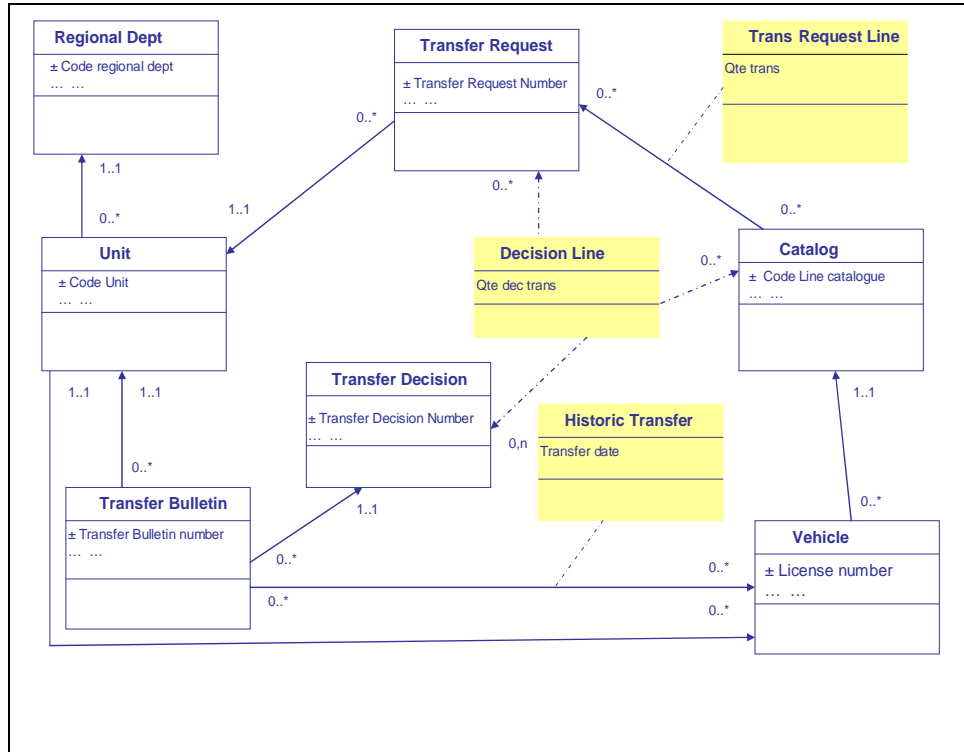 Regional Dept
± Code regional dept
… …
Transfer Request
± Transfer Request Number
… …
Trans Request Line
Qte trans
0..*
0..*
1..1
0..*
0..*
1..1
0..*
Unit
± Code Unit
… …
Decision Line
Qte dec trans
0..*
Catalog
± Code Line catalogue
… …
1..1
1..1
Transfer Decision
± Transfer Decision Number
… …
0,n
Historic Transfer
Transfer date
1..1
0..*
Transfer Bulletin
± Transfer Bulletin number
… …
1..1
0..*
0..*
Vehicle
± License number
… …
0..*
0..*
0..*